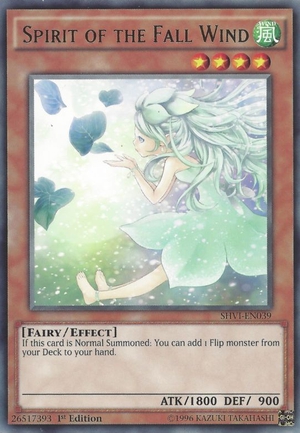 SPIRIT OF THE FALL WIND
WIND
風
SHVI-EN039
[FAIRY/EFFECT]
If this card is Normal Summoned: You can add 1 Flip monster
from your Deck to your hand.
ATK/1800 DEF/ 900
26517393 1st Edition
©1996 KAZUKI TAKAHASHI